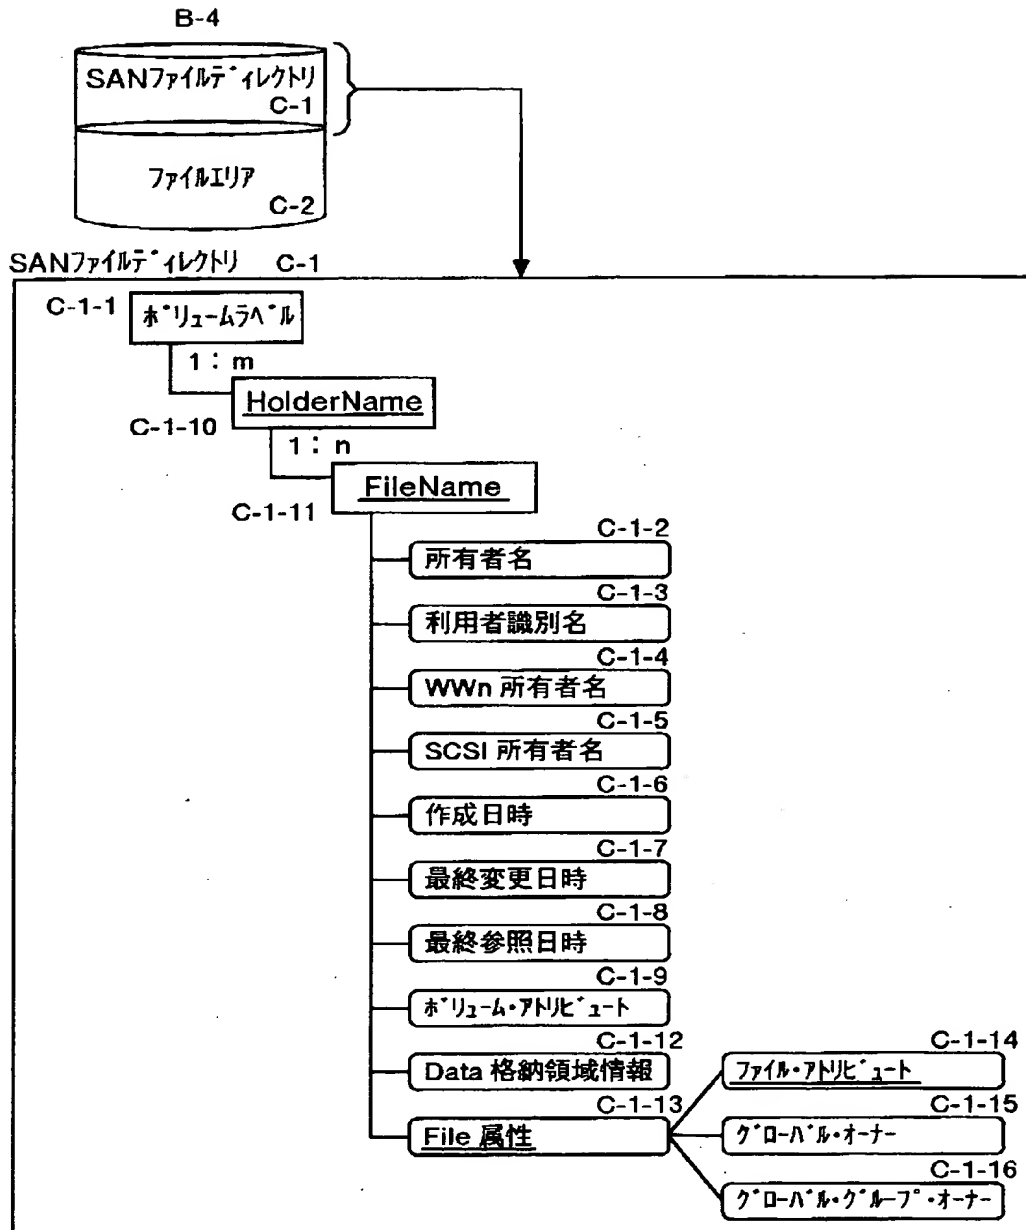 B-4
SANファイルディレクトリ
C-1
ファイルエリア
C-2
SANファイルディレクトリ C-1
C-1-1
ボリュームラベル
1:m
HolderName
C-1-10
1:n
FileName
C-1-11
C-1-2
所有者名
C-1-3
利用者識別名
C-1-4
WWn 所有者名
C-1-5
SCSI 所有者名
C-1-6
作成日時
C-1-7
最終変更日時
C-1-8
最終参照日時
C-1-9
ボリューム・アトリビュート
C-1-12
Data 格納領域情報
C-1-13
File 属性
C-1-14
ファイル・アトリビュート
C-1-15
グローバル・オーナー
C-1-16
グローバル・グループ・オーナー